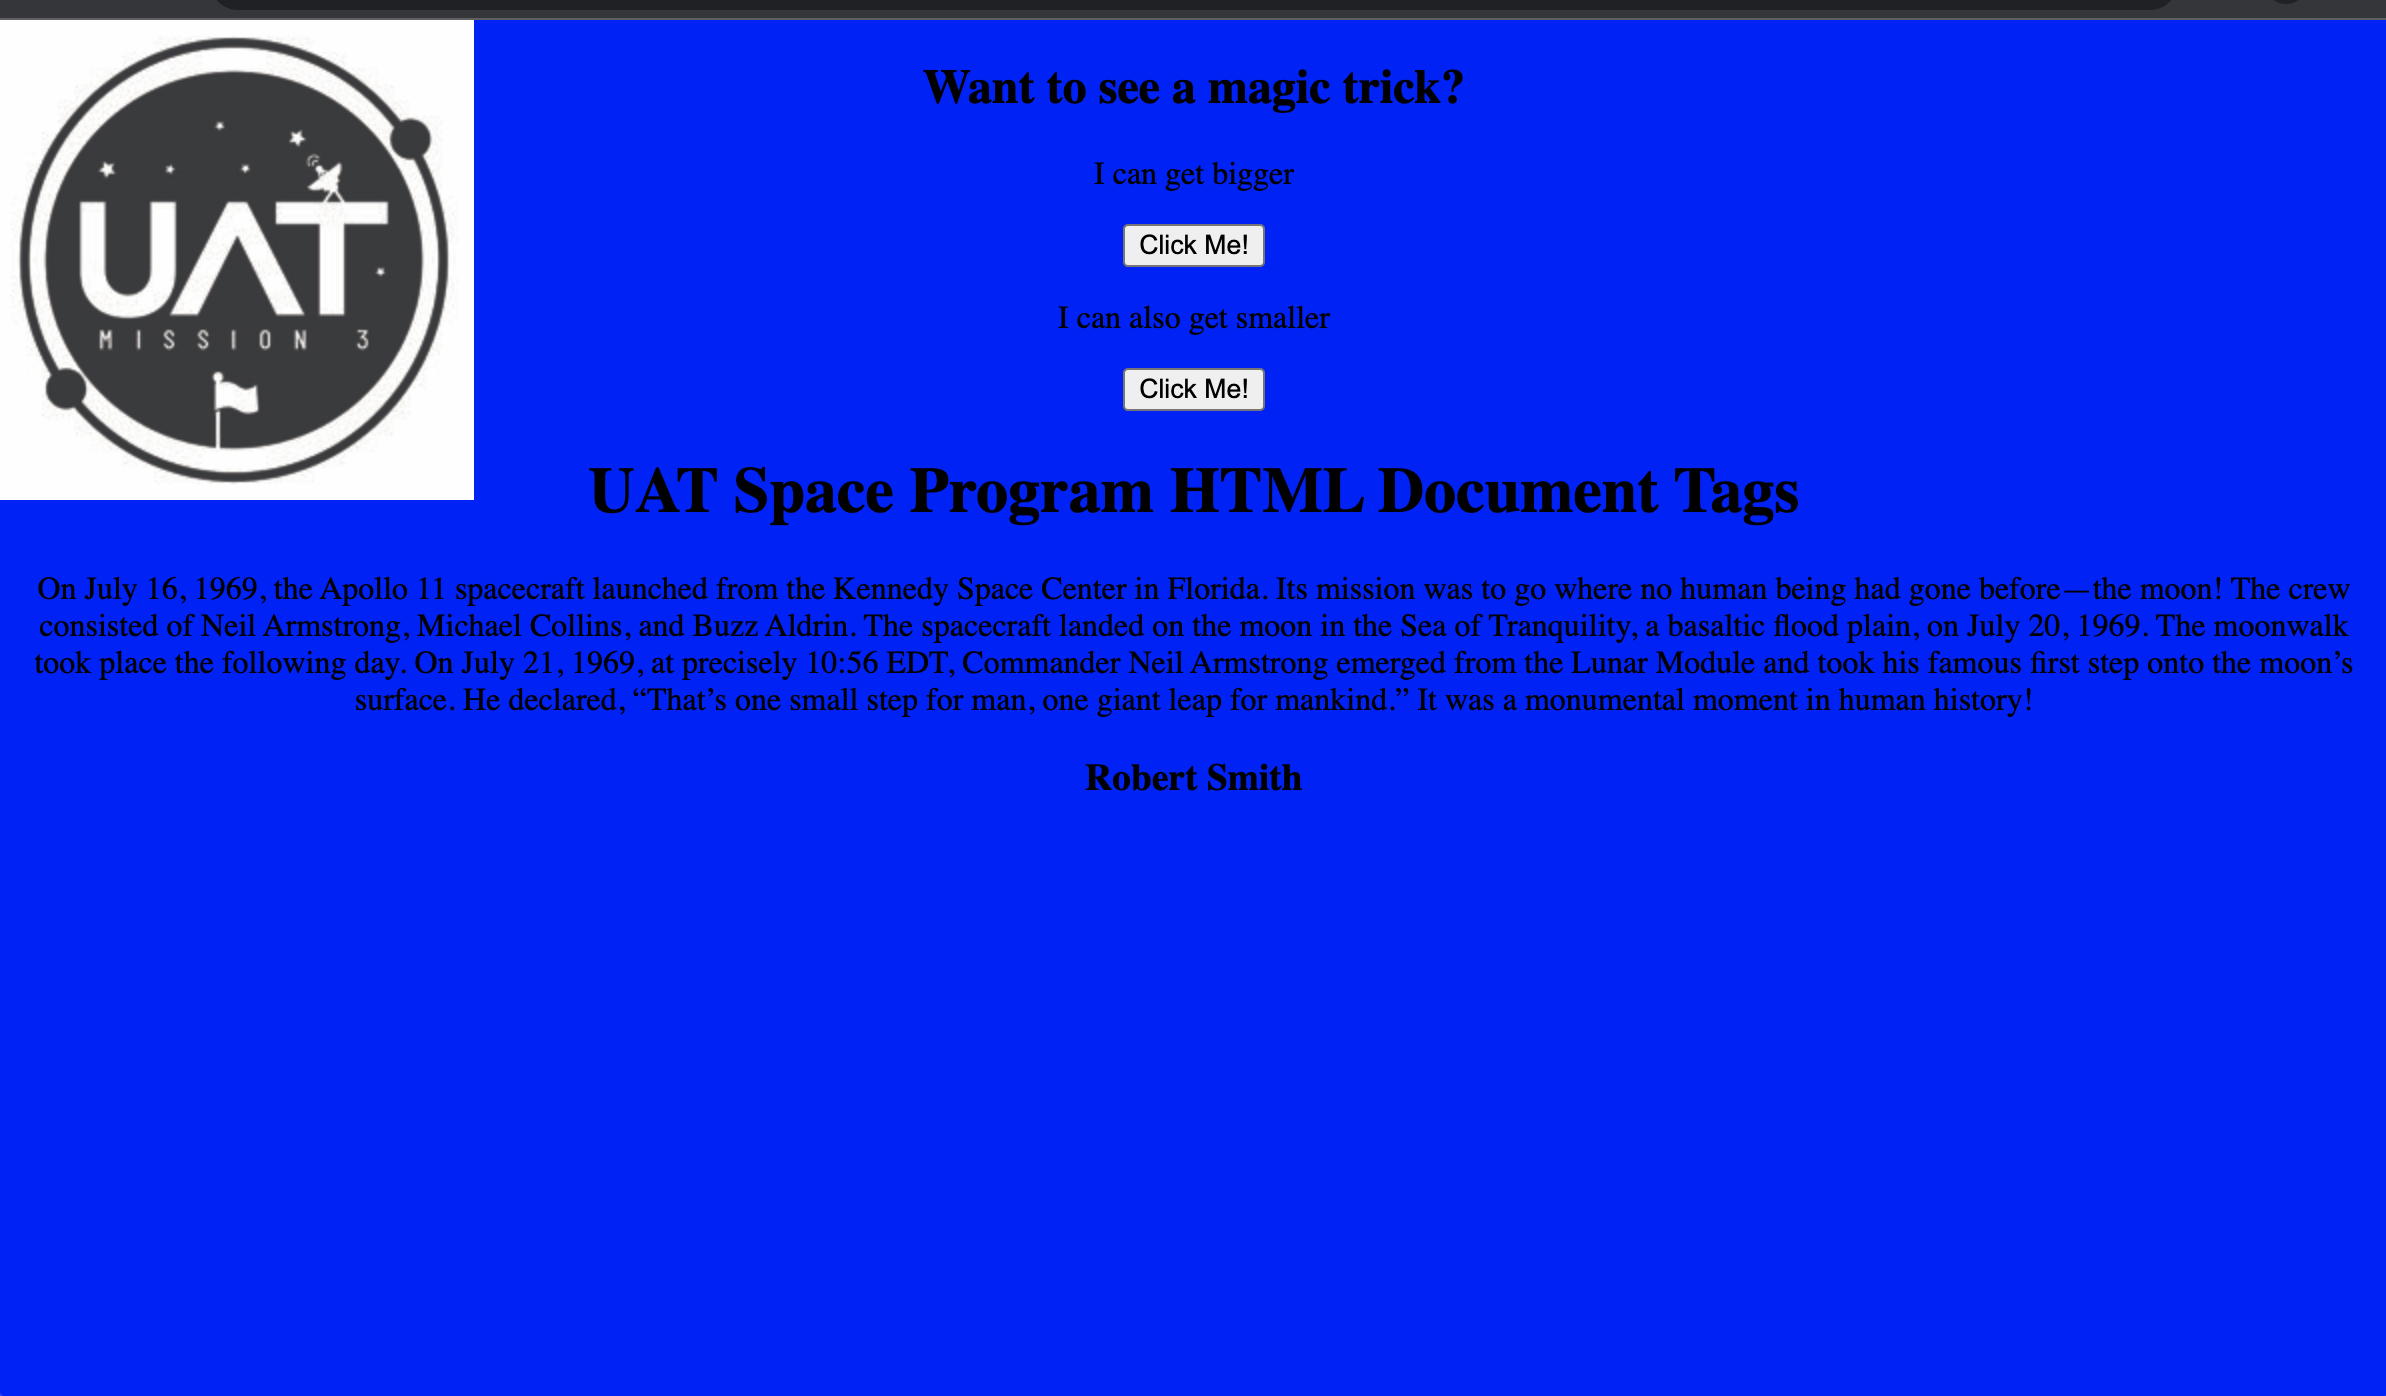 UAT
MISSION 3
Want to see a magic trick?
I can get bigger
Click Me!
I can also get smaller
Click Me!
UAT Space Program HTML Document Tags
On July 16, 1969, the Apollo 11 spacecraft launched from the Kennedy Space Center in Florida. Its mission was to go where no human being had gone before—the moon! The crew
consisted of Neil Armstrong, Michael Collins, and Buzz Aldrin. The spacecraft landed on the moon in the Sea of Tranquility, a basaltic flood plain, on July 20, 1969. The moonwalk
took place the following day. On July 21, 1969, at precisely 10:56 EDT, Commander Neil Armstrong emerged from the Lunar Module and took his famous first step onto the moon’s
surface. He declared, “That’s one small step for man, one giant leap for mankind.” It was a monumental moment in human history!
Robert Smith